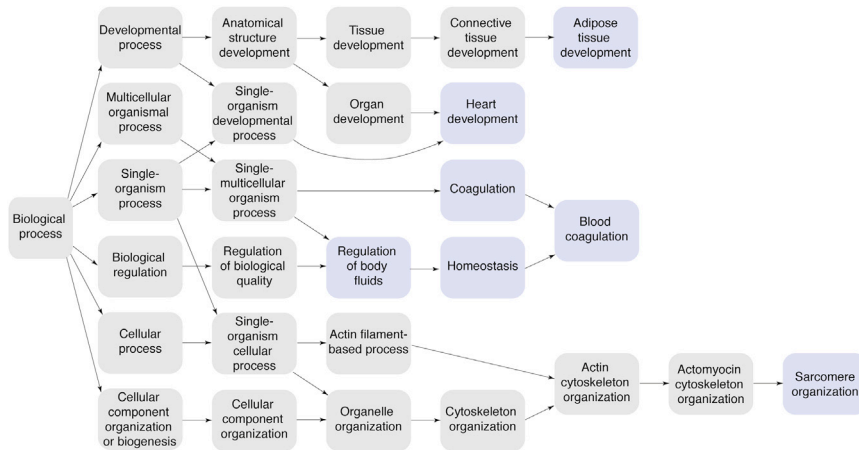 Developmental
process
Anatomical
structure
development
Tissue
development
Connective
tissue
development
Adipose
tissue
development
Multicellular
organismal
process
Single-
organism
developmental
process
Organ
development
Heart
development
Single-
organism
process
Single-
multicellular
organism
process
Coagulation
Biological
process
Blood
coagulation
Biological
regulation
Regulation
of biological
quality
Regulation
of body
fluids
Homeostasis
Cellular
process
Single-
organism
cellular
process
Actin filament-
based process
Actin
cytoskeleton
organization
Actomyocin
cytoskeleton
organization
Sarcomere
organization
Cellular
component
organization
or biogenesis
Cellular
component
organization
Organelle
organization
Cytoskeleton
organization